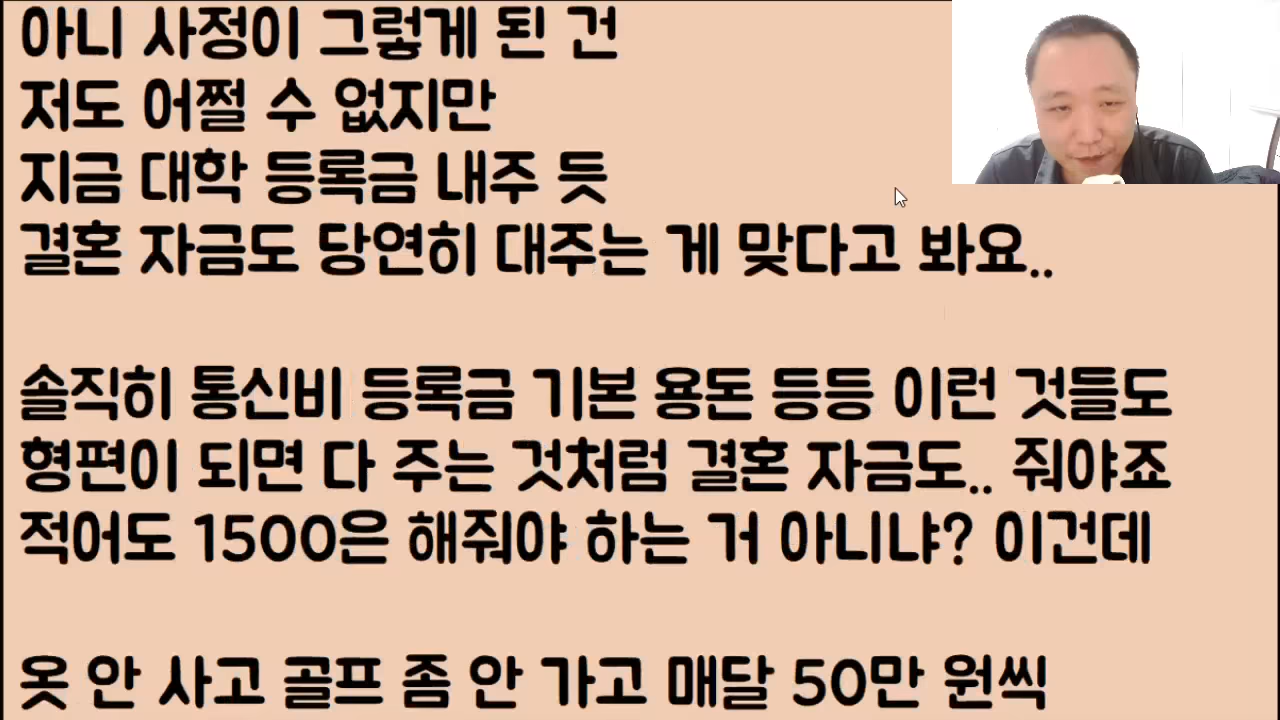 아니 사정이 그렇게 된 건
저도 어쩔 수 없지만
지금 대학 등록금 내주 듯
결혼 자금도 당연히 대주는 게 맞다고 봐요..
솔직히 통신비 등록금 기본 용돈 등등 이런 것들도
형편이 되면 다 주는 것처럼 결혼 자금도.. 줘야죠
적어도 1500은 해줘야 하는 거 아니냐? 이건데
옷 안 사고 골프 좀 안 가고 매달 50만 원씩